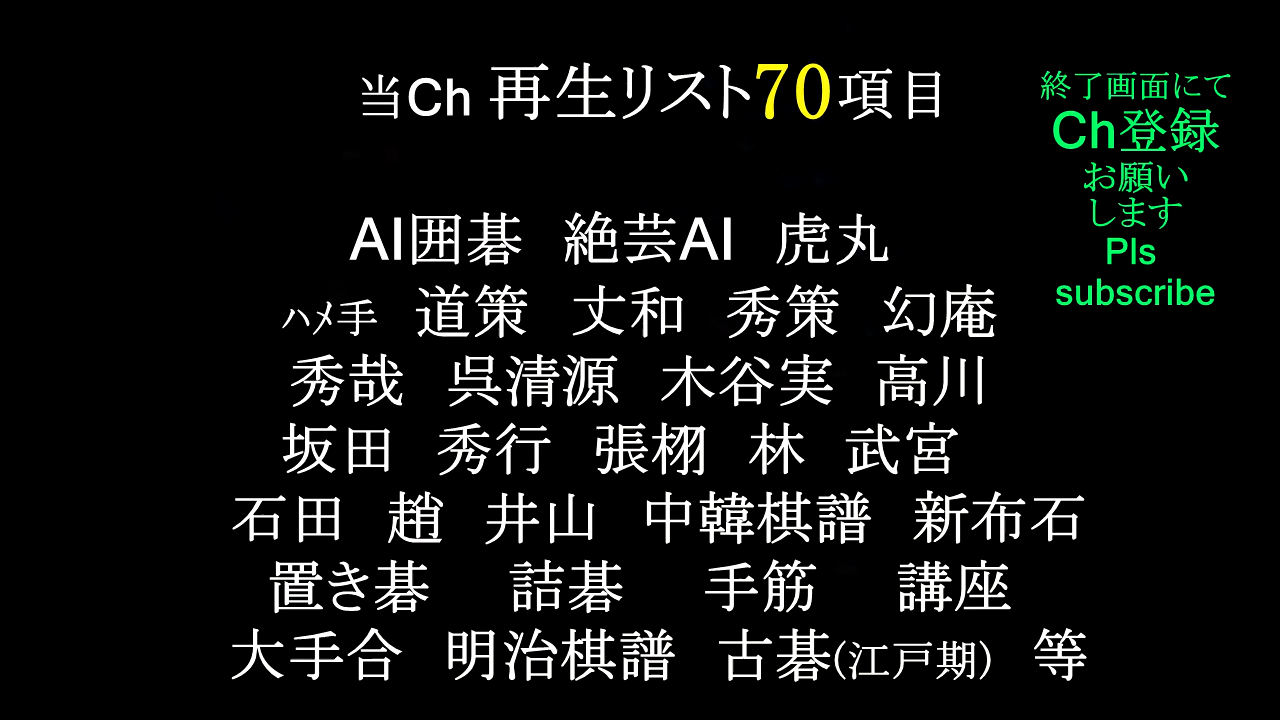 当Ch 再生リスト70項目
AI囲碁 絶芸AI 虎丸
ﾊﾒ手 道策 丈和 秀策 幻庵
秀哉 呉清源 木谷実 高川
坂田 秀行 張栩 林 武宮
石田 趙 井山 中韓棋譜 新布石
置き碁 詰碁 手筋 講座
大手合 明治棋譜 古碁(江戸期) 等
終了画面にて
Ch登録
お願い
します
Pls
subscribe